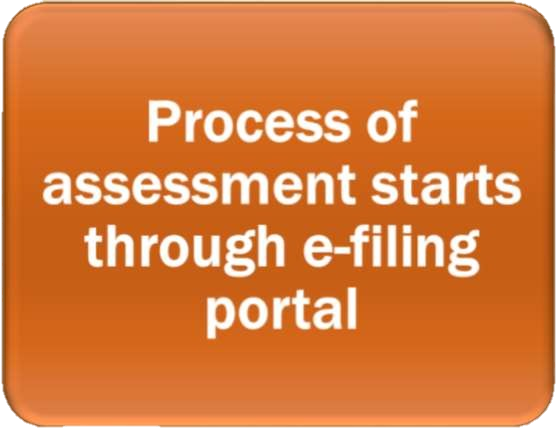 Process of
assessment starts
through e-filing
portal